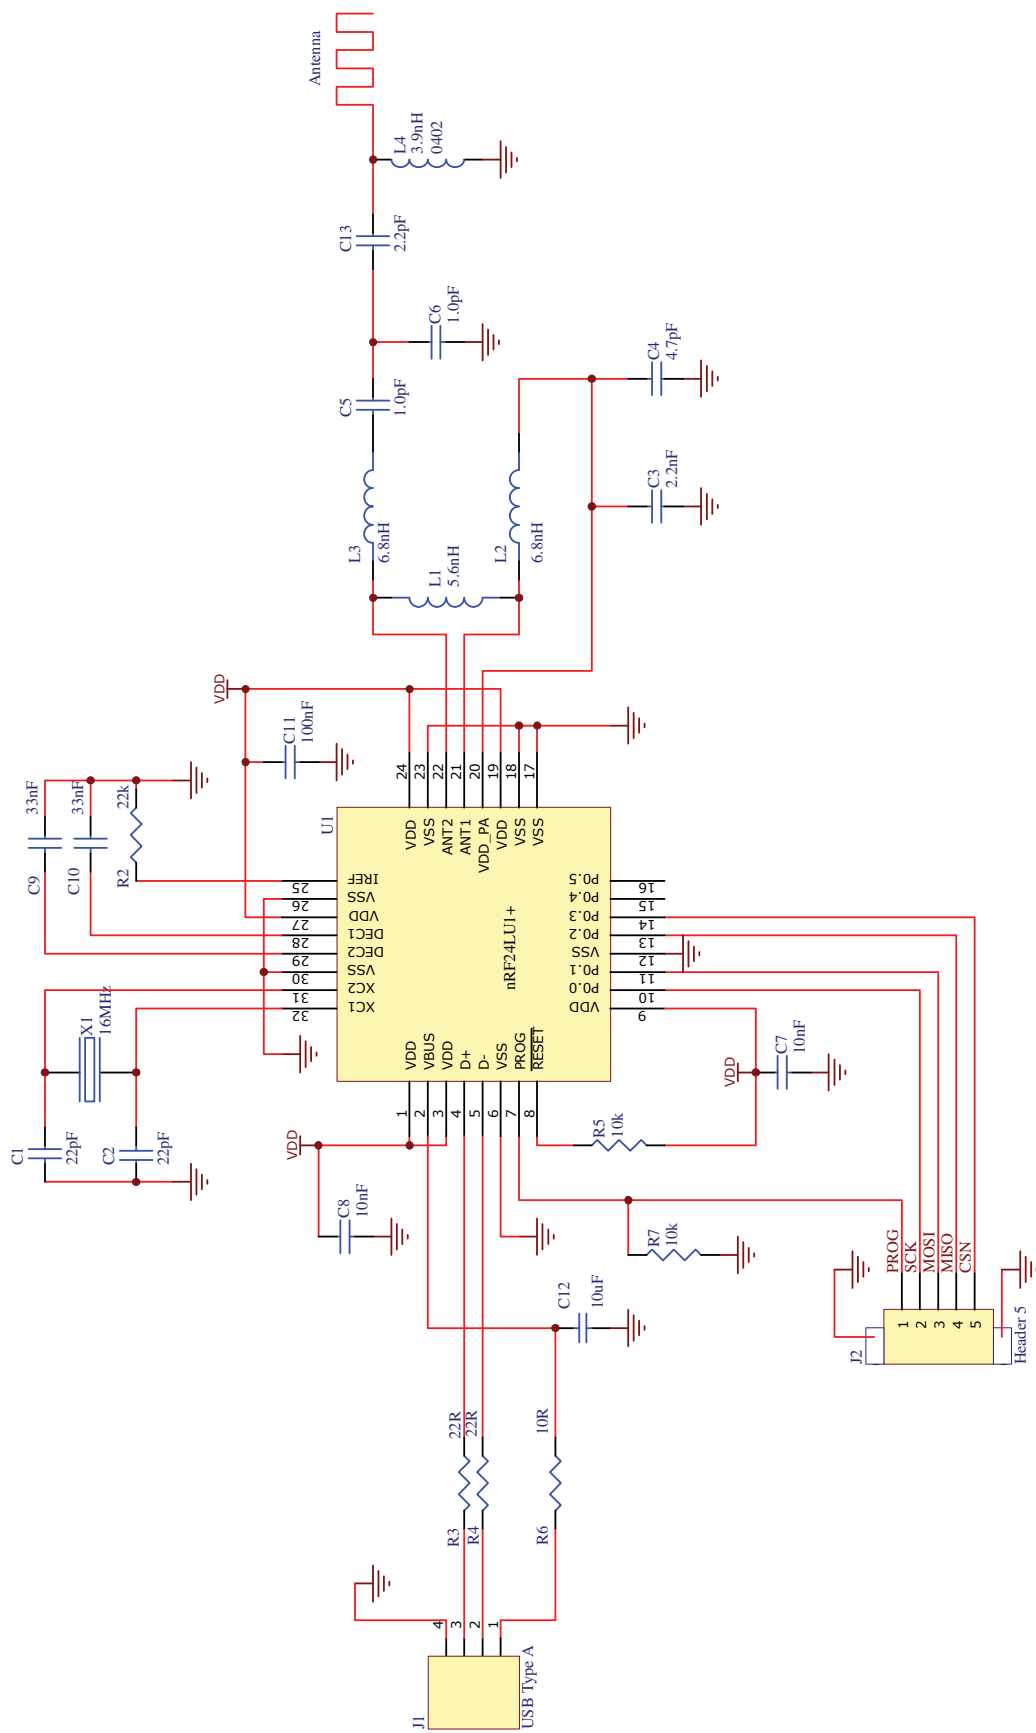 Antenna
L4
3.9nH
0402
C13
2.2pF
C6
1.0pF
C5
1.0pF
C4
4.7pF
C3
2.2nF
L3
6.8nH
L2
6.8nH
L1
5.6nH
VDD
C11
100nF
33nF
33nF
22k
C9
C10
R2
U1
nRF24LU1+
24 VDD
23 VSS
22 ANT2
21 ANT1
20 VDD_PA
19 VDD
18 VSS
17 VSS
25 IREF
26 VSS
27 VDD
28 DEC1
29 DEC2
30 VSS
31 XC2
32 XC1
16 P0.5
15 P0.4
14 P0.3
13 P0.2
12 VSS
11 P0.1
10 P0.0
9 VDD
1 VDD
2 VBUS
3 VDD
4 D+
5 D-
6 VSS
7 PROG
8 RESET
X1
16MHz
C1
22pF
C2
22pF
VDD
C8
10nF
VDD
C7
10nF
R5
10k
R7
10k
C12
10uF
22R
22R
10R
R3
R4
R6
PROG
SCK
MOSI
MISO
CSN
1
2
3
4
5
J2
Header 5
4
3
2
1
J1
USB Type A